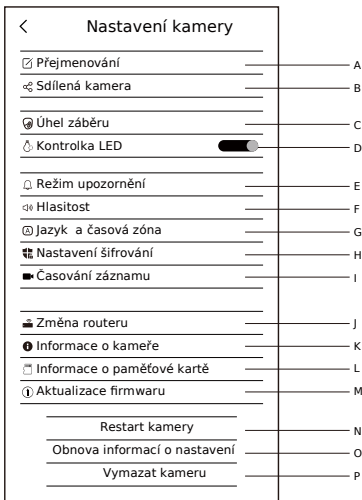 Nastavení kamery
Přejmenování A
Sdílená kamera B
Úhel záběru C
Kontrolka LED D
Režim upozornění E
Hlasitost F
Jazyk a časová zóna G
Nastavení šifrování H
Časování záznamu I
Změna routeru J
Informace o kameře K
Informace o paměťové kartě L
Aktualizace firmwaru M
Restart kamery N
Obnova informací o nastavení O
Vymazat kameru P